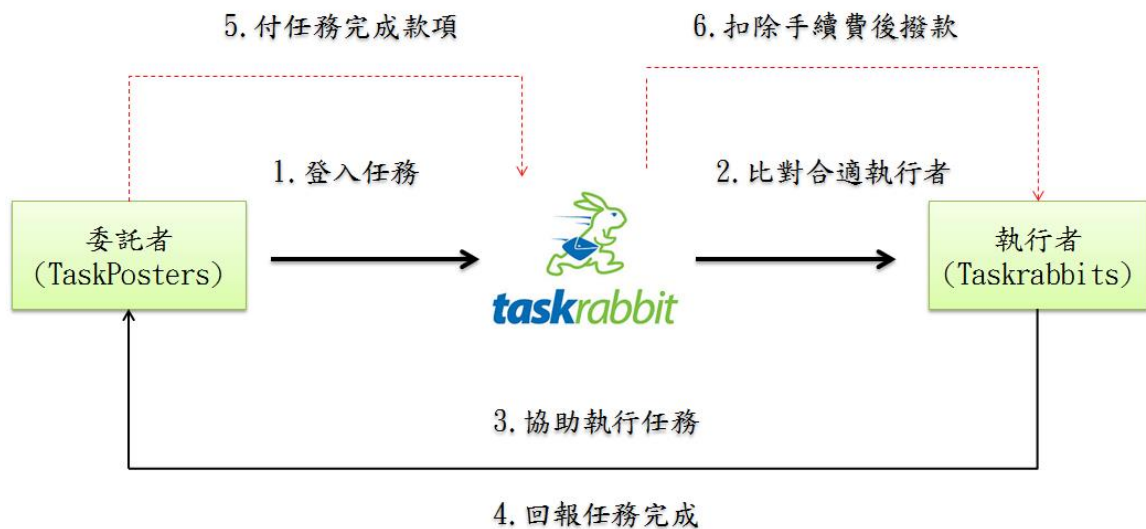 5.付任務完成款項
6.扣除手續費後撥款
1.登入任務
2.比對合適執行者
委託者
(TaskPosters)
taskrabbit
執行者
(Taskrabbits)
3.協助執行任務
4.回報任務完成